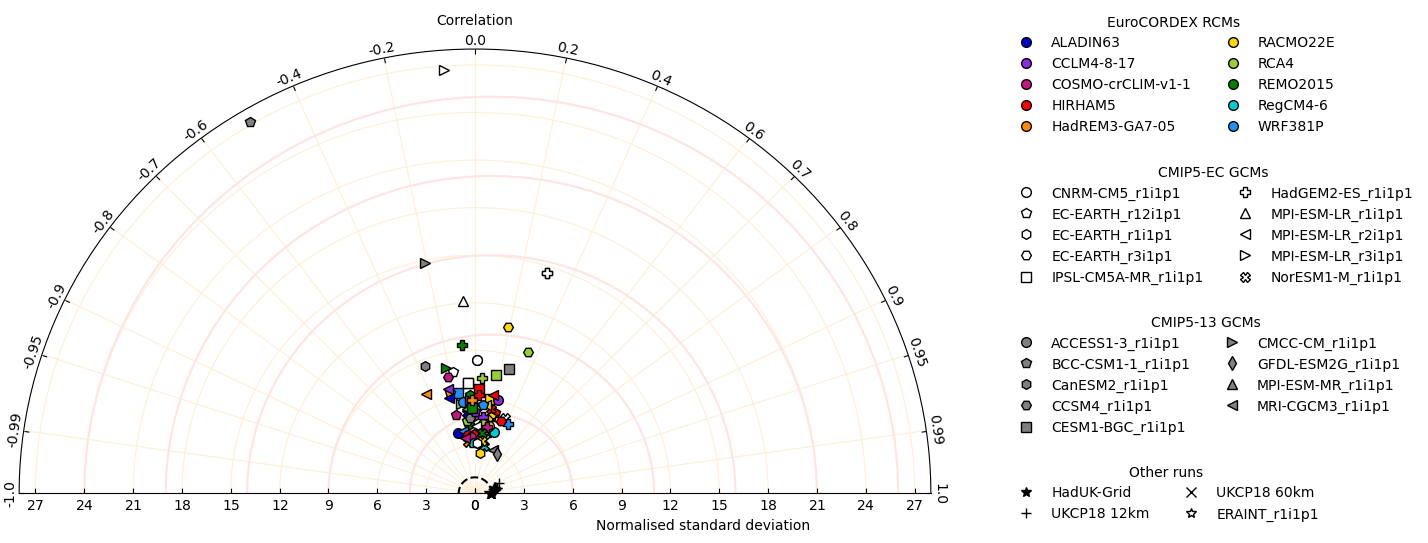 Correlation
-1.0
-0.99
-0.95
-0.9
-0.8
-0.7
-0.6
-0.4
-0.2
0.0
0.2
0.4
0.6
0.7
0.8
0.9
0.95
0.99
1.0
27 24 21 18 15 12 9 6 3 0 0 3 6 9 12 15 18 21 24 27
Normalised standard deviation
EuroCORDEX RCMs
ALADIN63 RACMO22E
CCLM4-8-17 RCA4
COSMO-crCLIM-v1-1 REMO2015
HIRHAM5 RegCM4-6
HadREM3-GA7-05 WRF381P
CMIP5-EC GCMs
CNRM-CM5_r1i1p1 HadGEM2-ES_r1i1p1
EC-EARTH_r12i1p1 MPI-ESM-LR_r1i1p1
EC-EARTH_r1i1p1 MPI-ESM-LR_r2i1p1
EC-EARTH_r3i1p1 MPI-ESM-LR_r3i1p1
IPSL-CM5A-MR_r1i1p1 NorESM1-M_r1i1p1
CMIP5-13 GCMs
ACCESS1-3_r1i1p1 CMCC-CM_r1i1p1
BCC-CSM1-1_r1i1p1 GFDL-ESM2G_r1i1p1
CanESM2_r1i1p1 MPI-ESM-MR_r1i1p1
CCSM4_r1i1p1 MRI-CGCM3_r1i1p1
CESM1-BGC_r1i1p1
Other runs
HadUK-Grid UKCP18 60km
UKCP18 12km ERAINT_r1i1p1